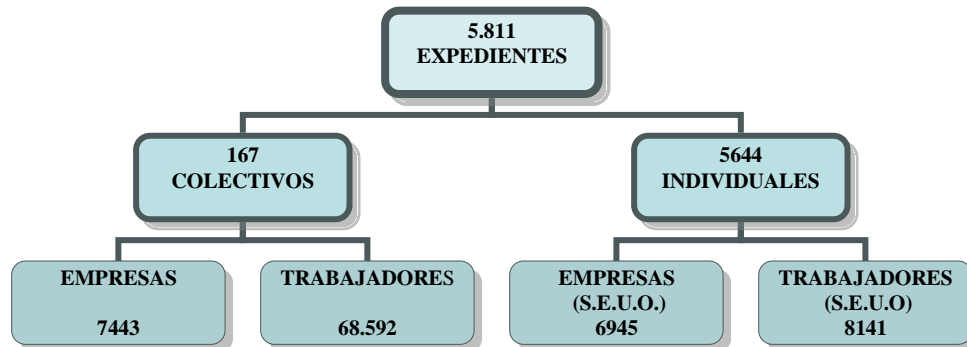 5.811
EXPEDIENTES
167
COLECTIVOS
5644
INDIVIDUALES
EMPRESAS
7443
TRABAJADORES
68.592
EMPRESAS
(S.E.U.O.)
6945
TRABAJADORES
(S.E.U.O)
8141